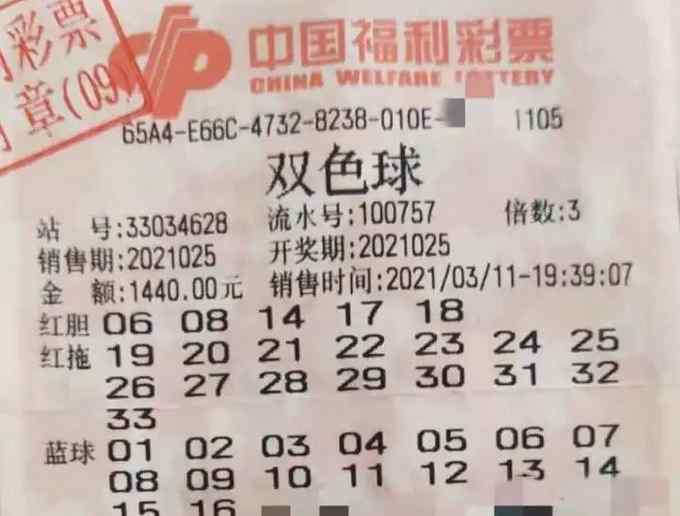 彩票
章(09)
中国福利彩票
CHINA WELFARE LOTTERY
65A4-E66C-4732-8238-010E- 1105
双色球
站 号:33034628 流水号:100757 倍数:3
销售期:2021025 开奖期:2021025
金 额:1440.00元 销售时间:2021/03/11-19:39:07
红胆 06 08 14 17 18
红拖 19 20 21 22 23 24 25
26 27 28 29 30 31 32
33
蓝球 01 02 03 04 05 06 07
08 09 10 11 12 13 14
15 16